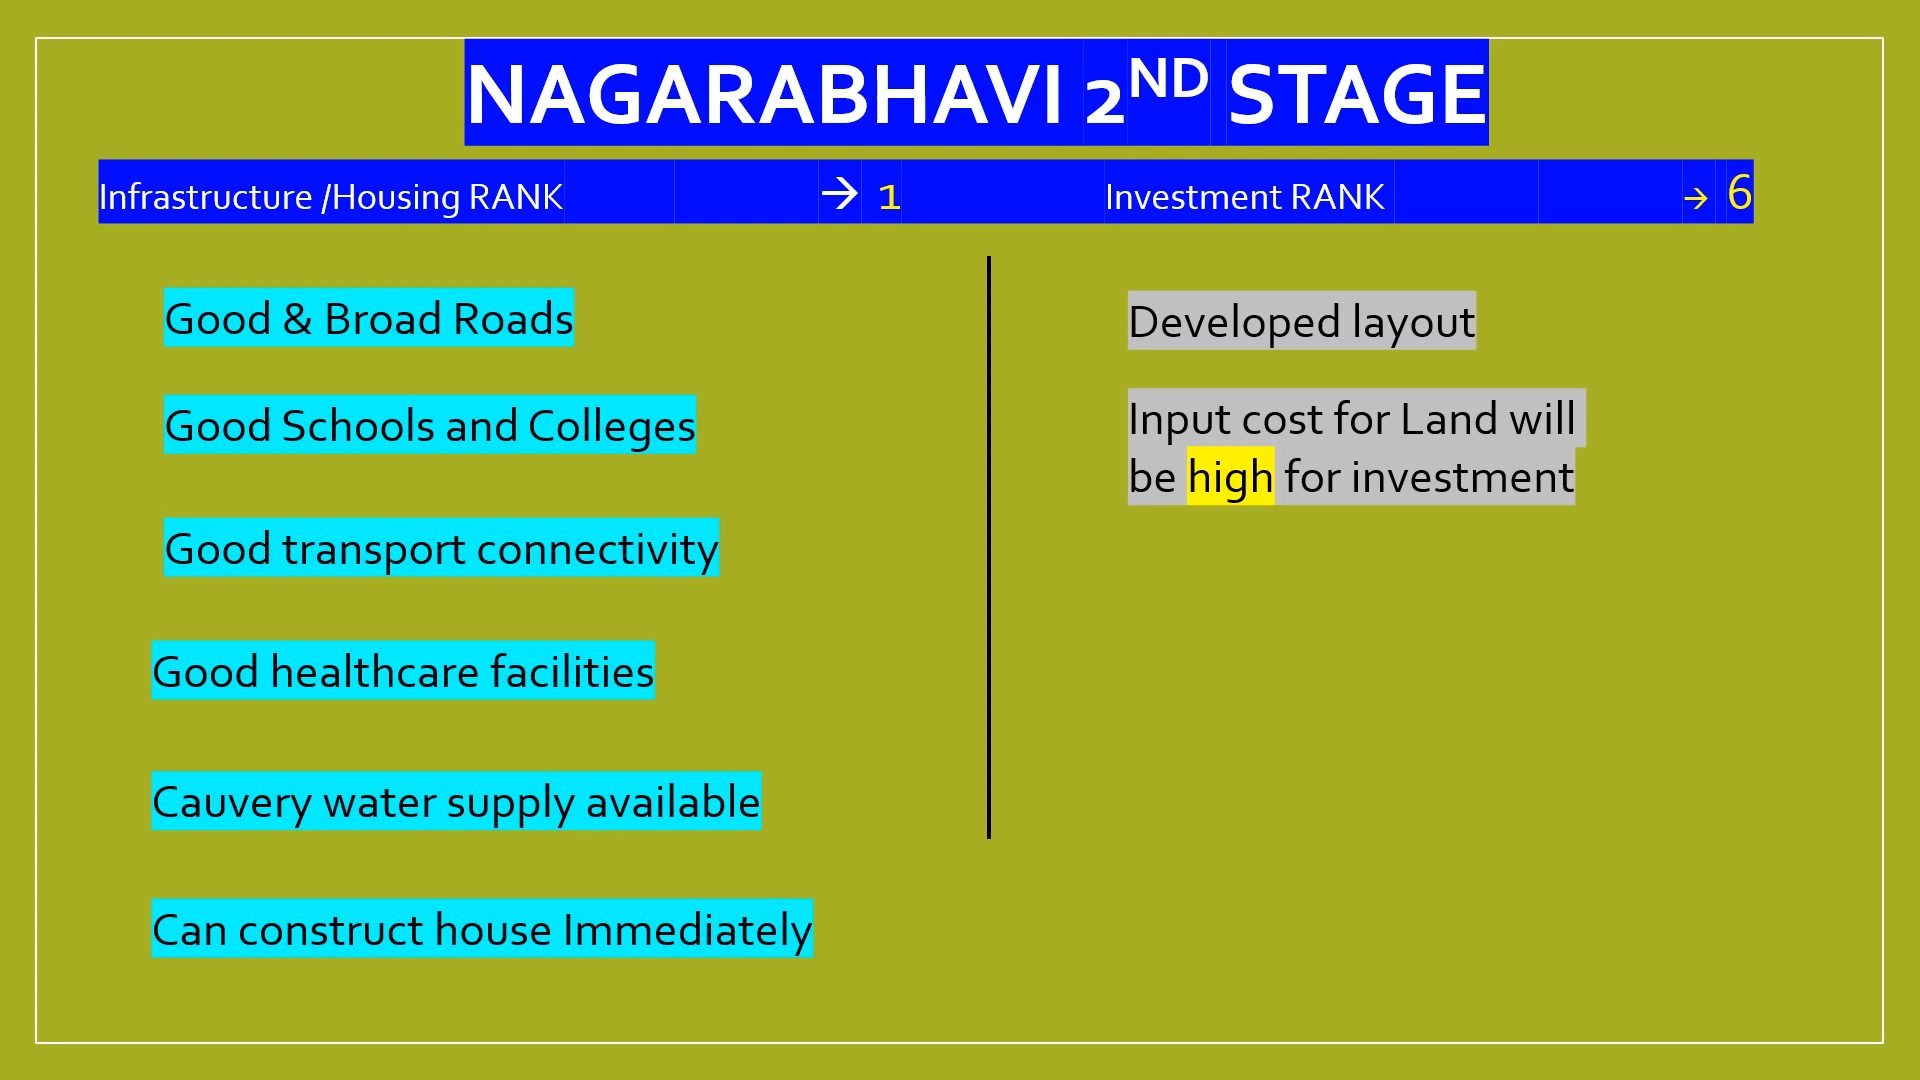 NAGARABHAVI 2ND STAGE
Infrastructure /Housing RANK → 1 Investment RANK → 6
Good & Broad Roads
Good Schools and Colleges
Good transport connectivity
Good healthcare facilities
Cauvery water supply available
Can construct house Immediately
Developed layout
Input cost for Land will
be high for investment